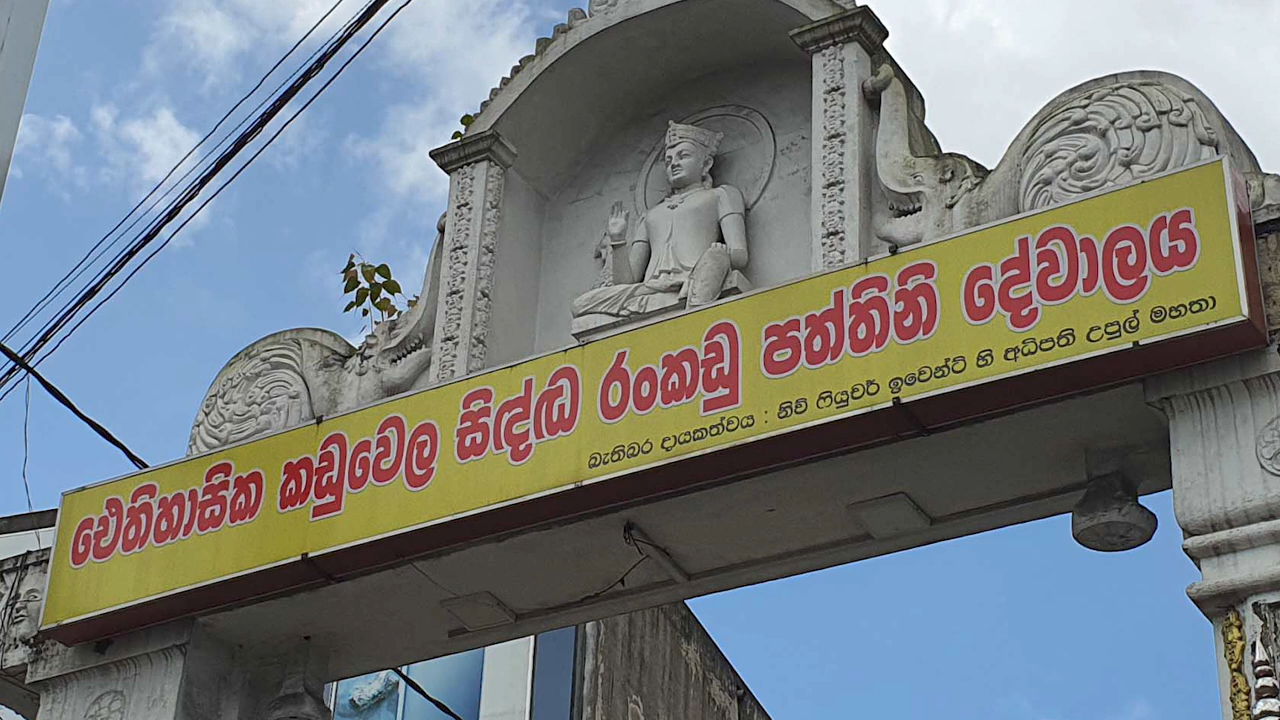 ඓතිහාසික කඩුවෙල සිද්ධ රංකඩු පත්තිනි දේවාලය
බැතිබර දායකත්වය : නිව් ෆියුචර් ඉවෙන්ට් හි අධිපති උපුල් මහතා